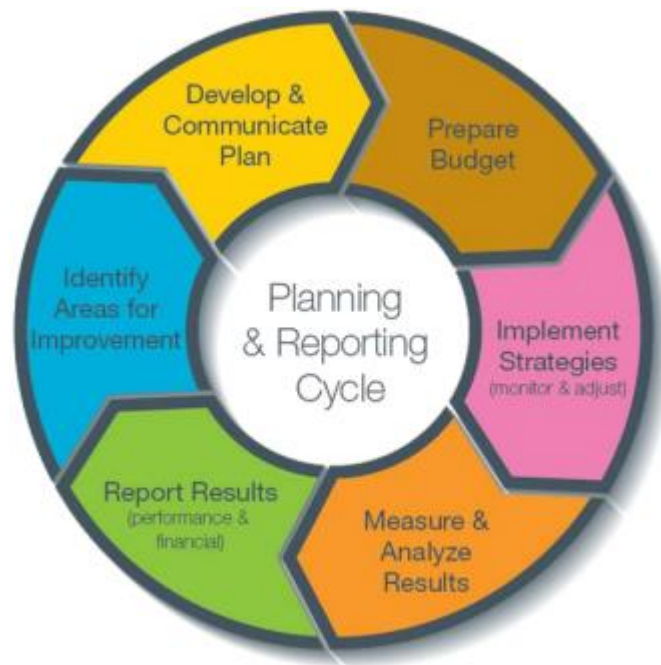 Develop &
Communicate
Plan
Prepare
Budget
Implement
Strategies
(monitor & adjust)
Measure &
Analyze
Results
Report Results
(performance &
financial)
Identify
Areas for
Improvement
Planning
& Reporting
Cycle